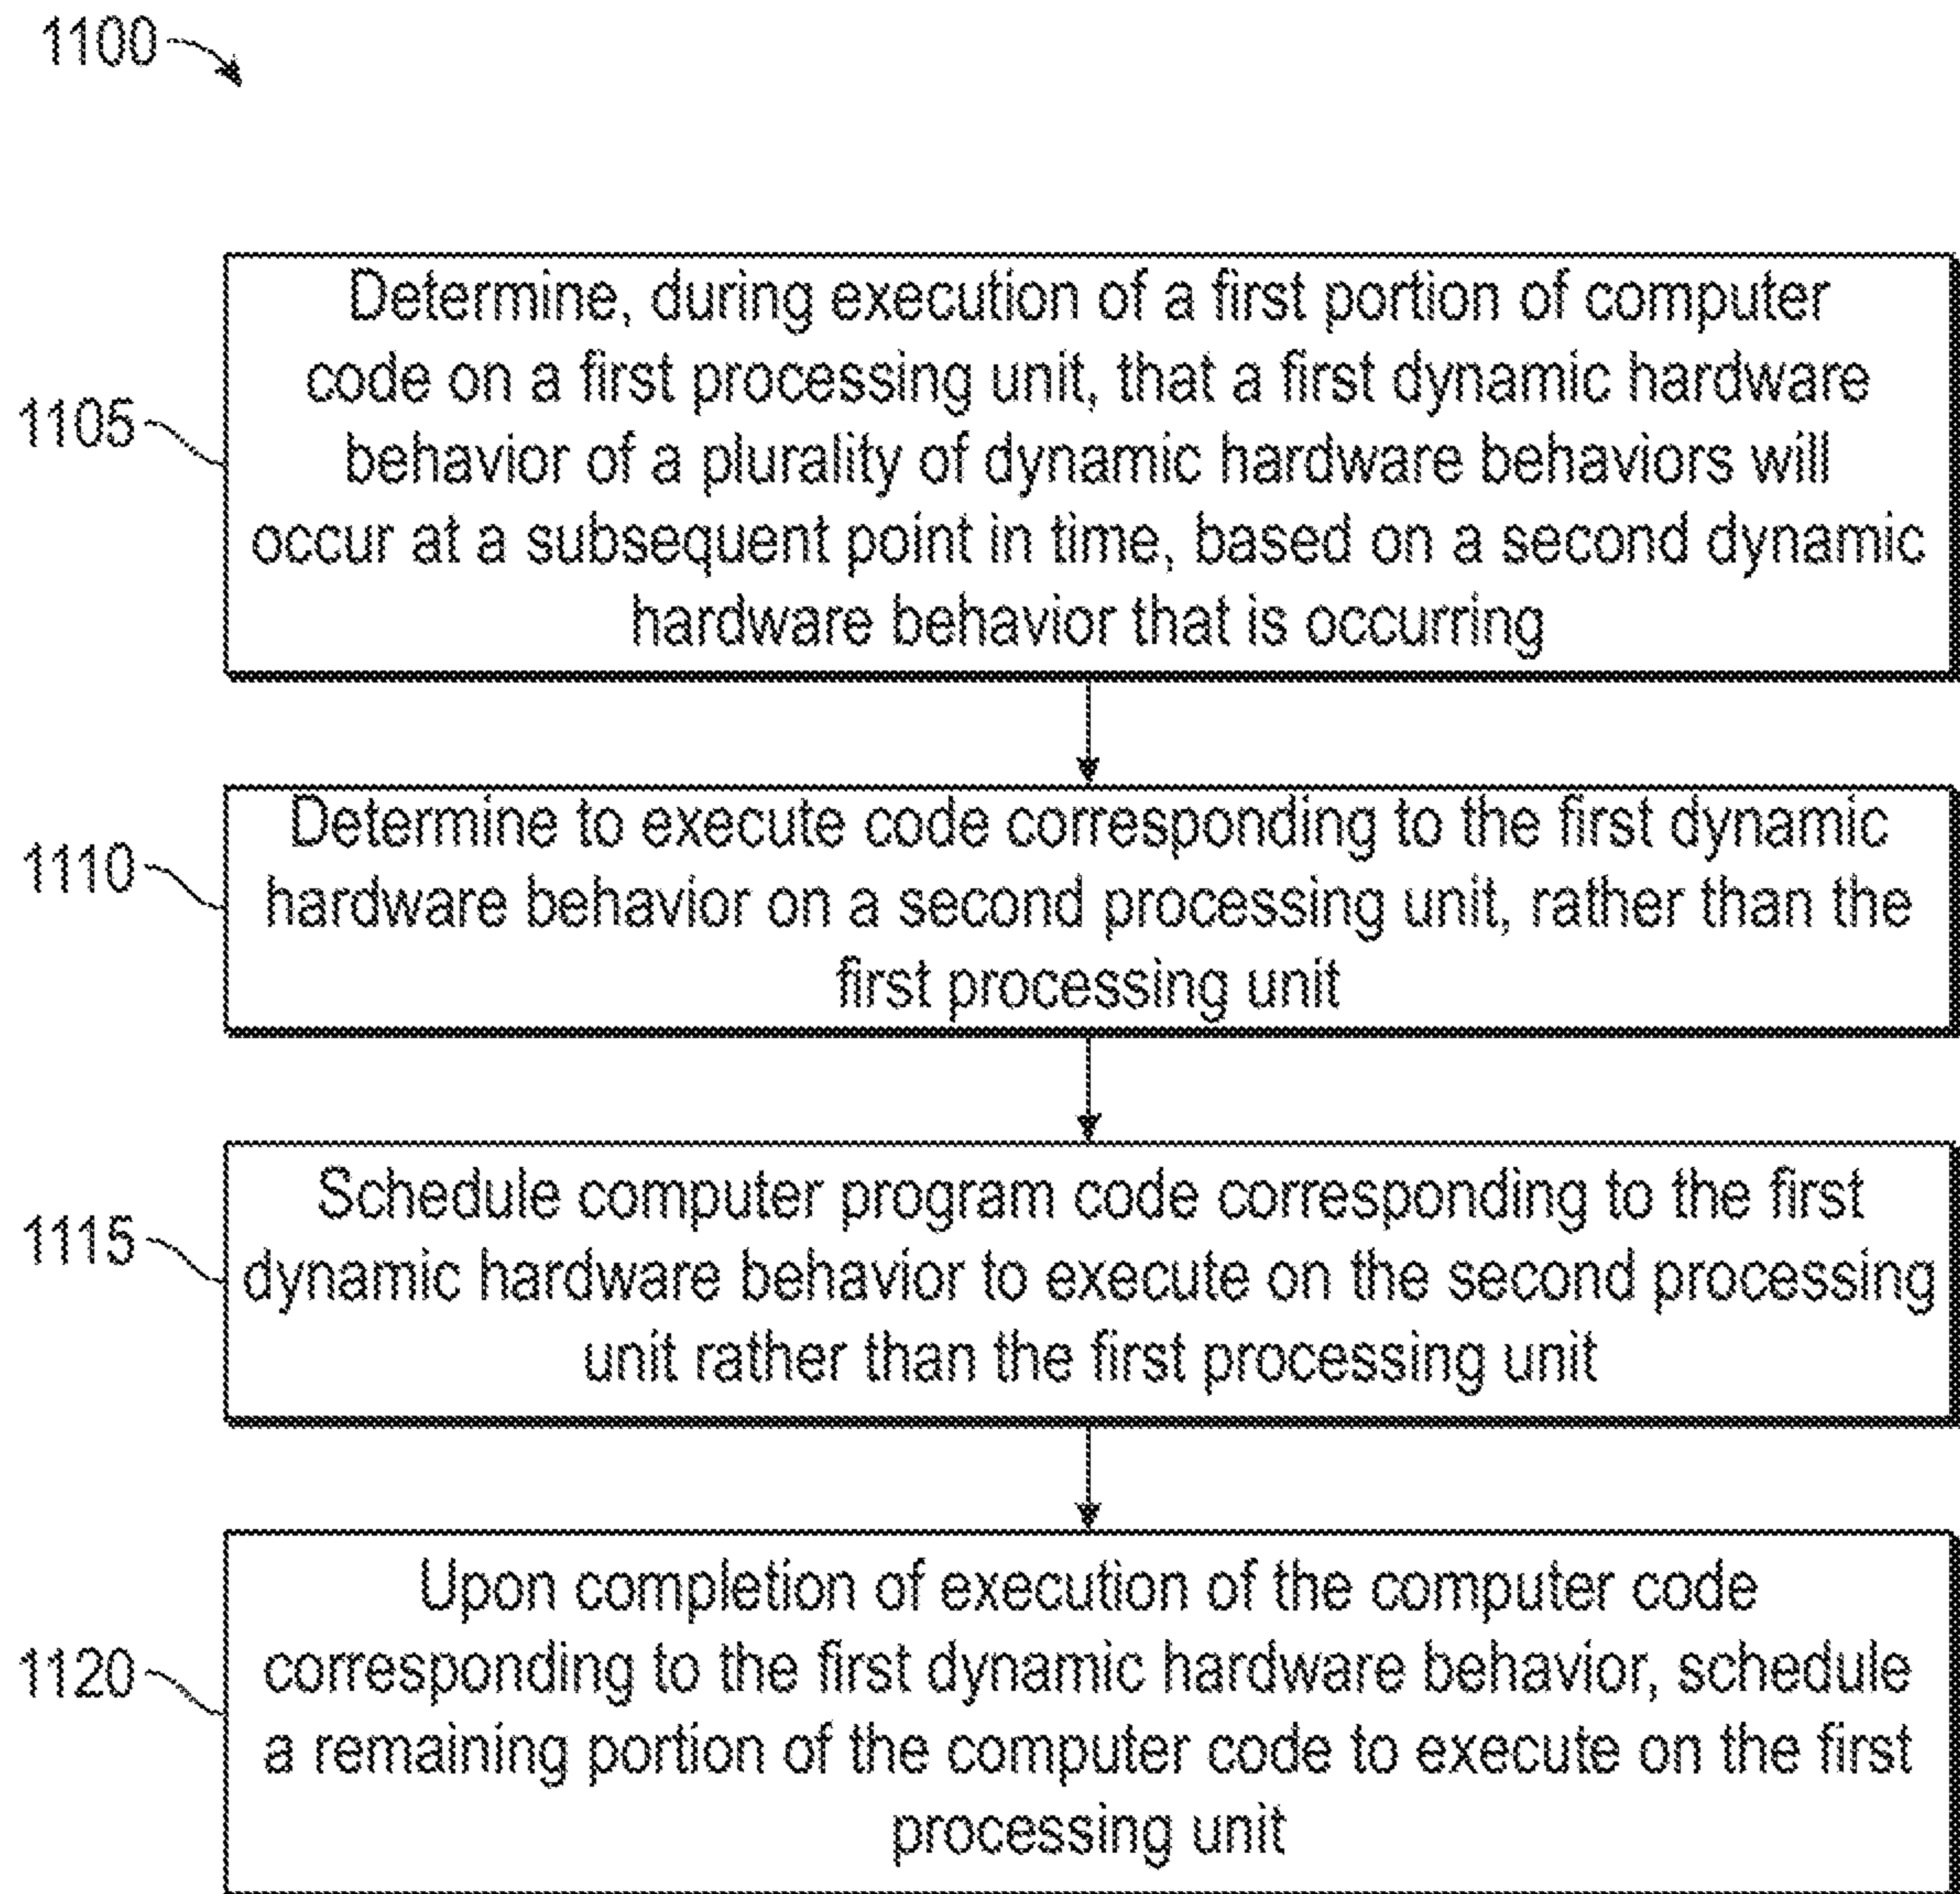 1100
1105
Determine, during execution of a first portion of computer
code on a first processing unit, that a first dynamic hardware
behavior of a plurality of dynamic hardware behaviors will
occur at a subsequent point in time, based on a second dynamic
hardware behavior that is occurring
1110
Determine to execute code corresponding to the first dynamic
hardware behavior on a second processing unit, rather than the
first processing unit
1115
Schedule computer program code corresponding to the first
dynamic hardware behavior to execute on the second processing
unit rather than the first processing unit
1120
Upon completion of execution of the computer code
corresponding to the first dynamic hardware behavior, schedule
a remaining portion of the computer code to execute on the first
processing unit